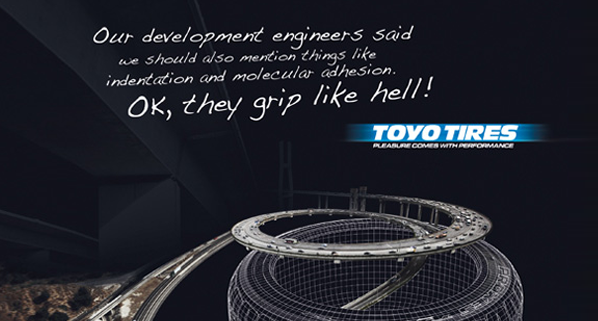 Our development engineers said
we should also mention things like
indentation and molecular adhesion.
OK, they grip like hell!
TOYO TIRES
PLEASURE COMES WITH PERFORMANCE